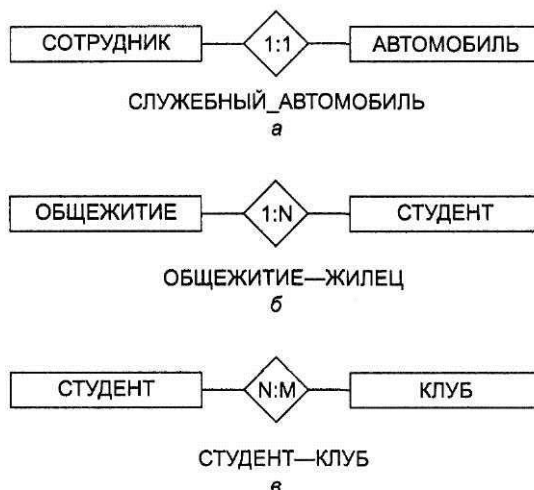 СОТРУДНИК 1:1 АВТОМОБИЛЬ
СЛУЖЕБНЫЙ_АВТОМОБИЛЬ
а
ОБЩЕЖИТИЕ 1:N СТУДЕНТ
ОБЩЕЖИТИЕ—ЖИЛЕЦ
б
СТУДЕНТ N:M КЛУБ
СТУДЕНТ—КЛУБ
в